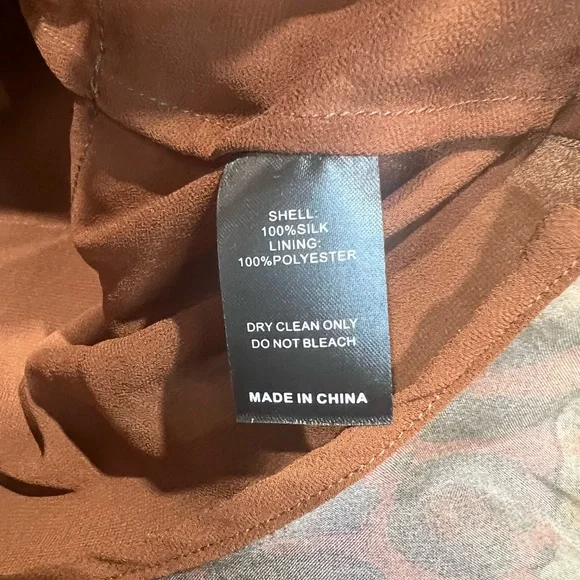 SHELL:
100%SILK
LINING:
100%POLYESTER
DRY CLEAN ONLY
DO NOT BLEACH
MADE IN CHINA